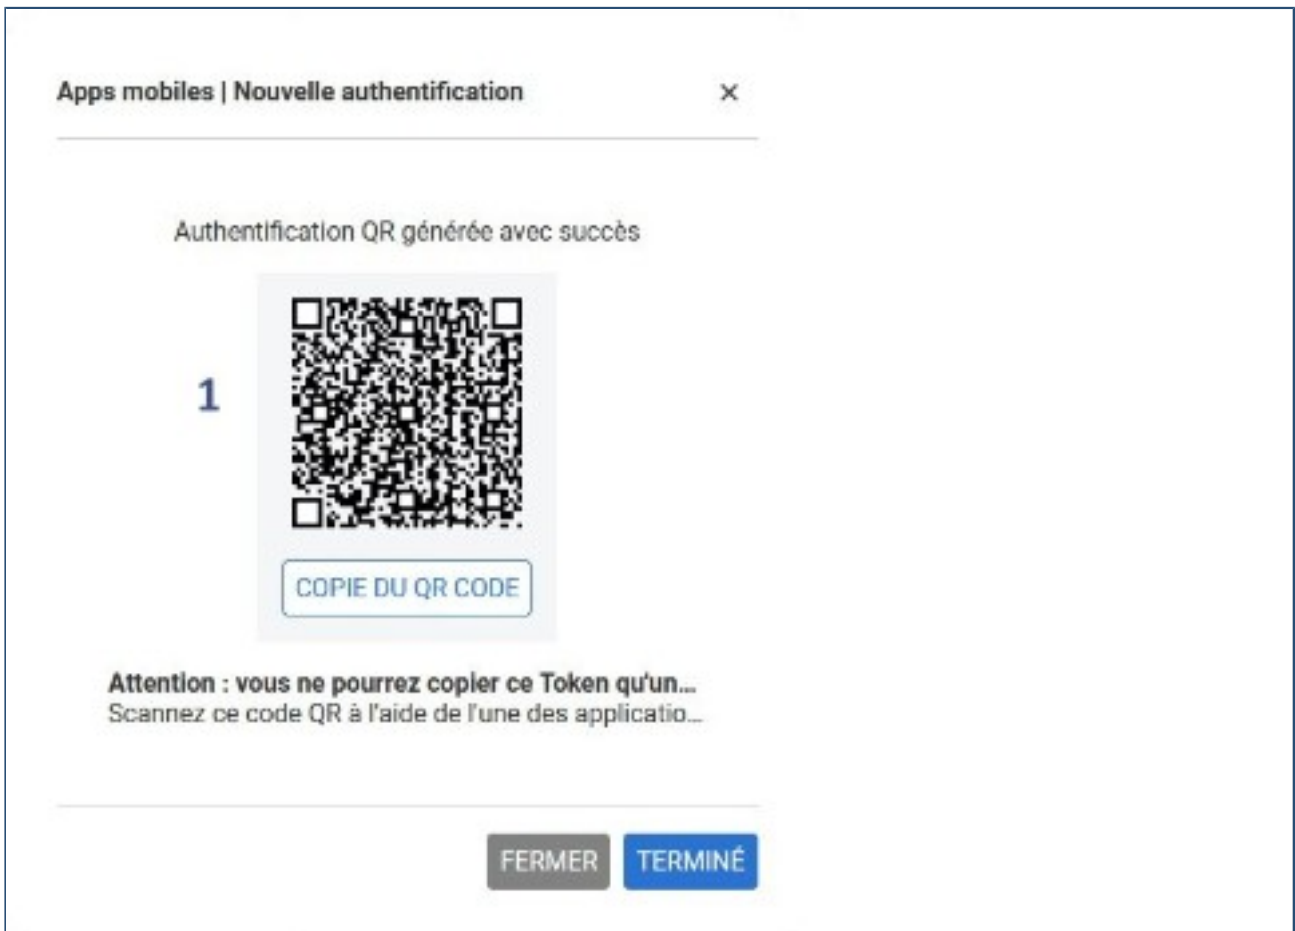 Apps mobiles | Nouvelle authentification ×
Authentification QR générée avec succès
1
COPIE DU QR CODE
Attention : vous ne pourrez copier ce Token qu'un...
Scannez ce code QR à l'aide de l'une des applicatio...
FERMER TERMINÉ